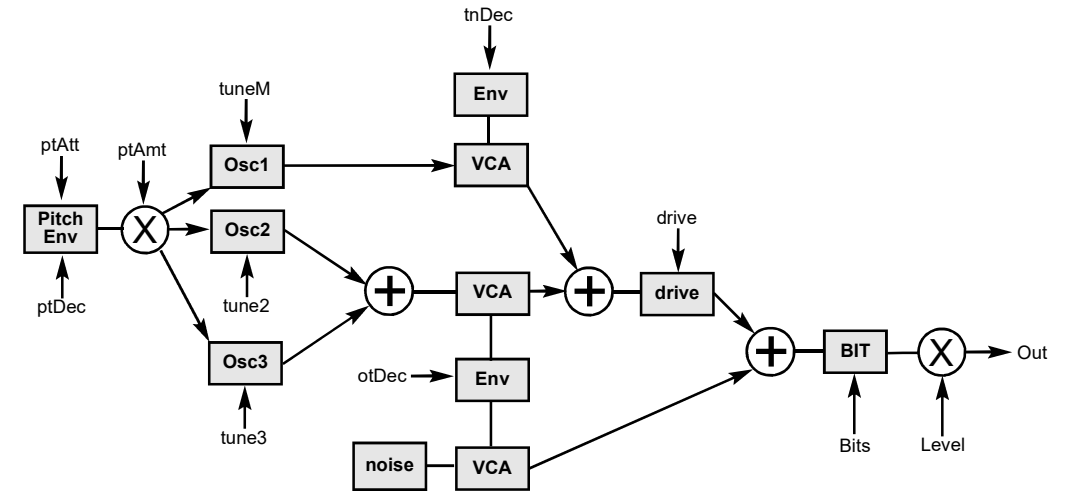 tnDec
Env
tuneM
ptAtt
ptAmt
Osc1
VCA
Pitch
Env
X
Osc2
drive
ptDec
tune2
+
VCA
+
drive
Osc3
otDec
Env
+
BIT
X
Out
tune3
noise
VCA
Bits
Level